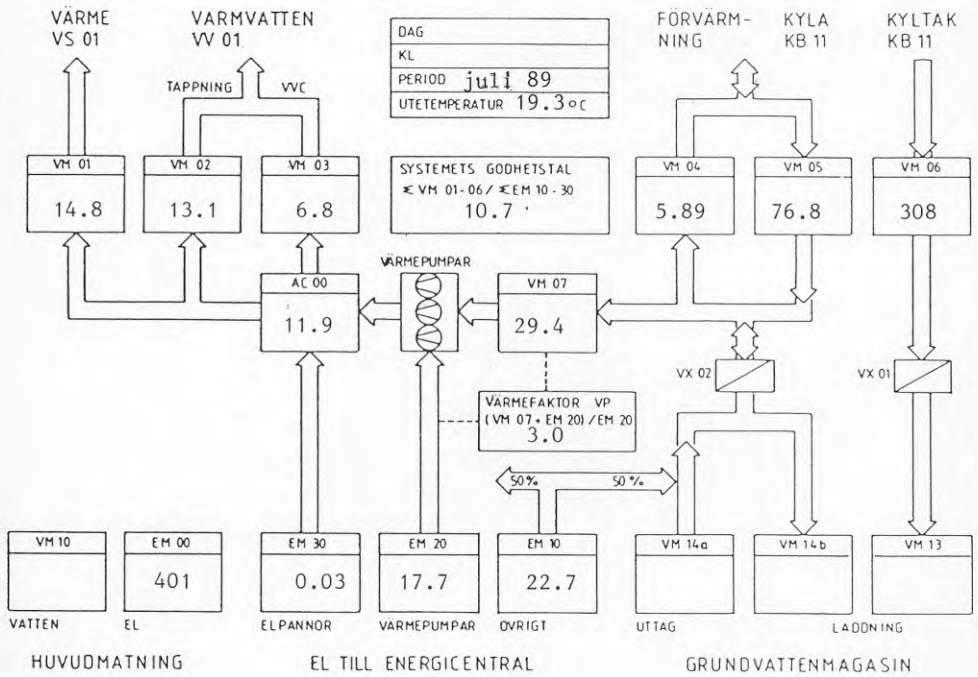 VÄRME
VS 01
VARMVATTEN
VV 01
TAPPNING
VVC
DAG
KL
PERIOD juli 89
UTETEMPERATUR 19.3°C
FÖRVÄRM-
NING
KYLA
KB 11
KYLTAK
KB 11
VM 01
14.8
VM 02
13.1
VM 03
6.8
SYSTEMETS GODHETSTAL
∑VM 01-06 / ∑EM 10-30
10.7
VM 04
5.89
VM 05
76.8
VM 06
308
VÄRMEPUMPAR
AC 00
11.9
VM 07
29.4
VX 02
VX 01
VÄRMEFAKTOR VP
(VM 07 + EM 20) / EM 20
3.0
50%
50%
VM 10
VATTEN
EM 00
401
EL
EM 30
0.03
ELPANNOR
EM 20
17.7
VÄRMEPUMPAR
EM 10
22.7
ÖVRIGT
VM 14a
UTTAG
VM 14b
VM 13
LADDNING
HUVUDMATNING
EL TILL ENERGICENTRAL
GRUNDVATTENMAGASIN